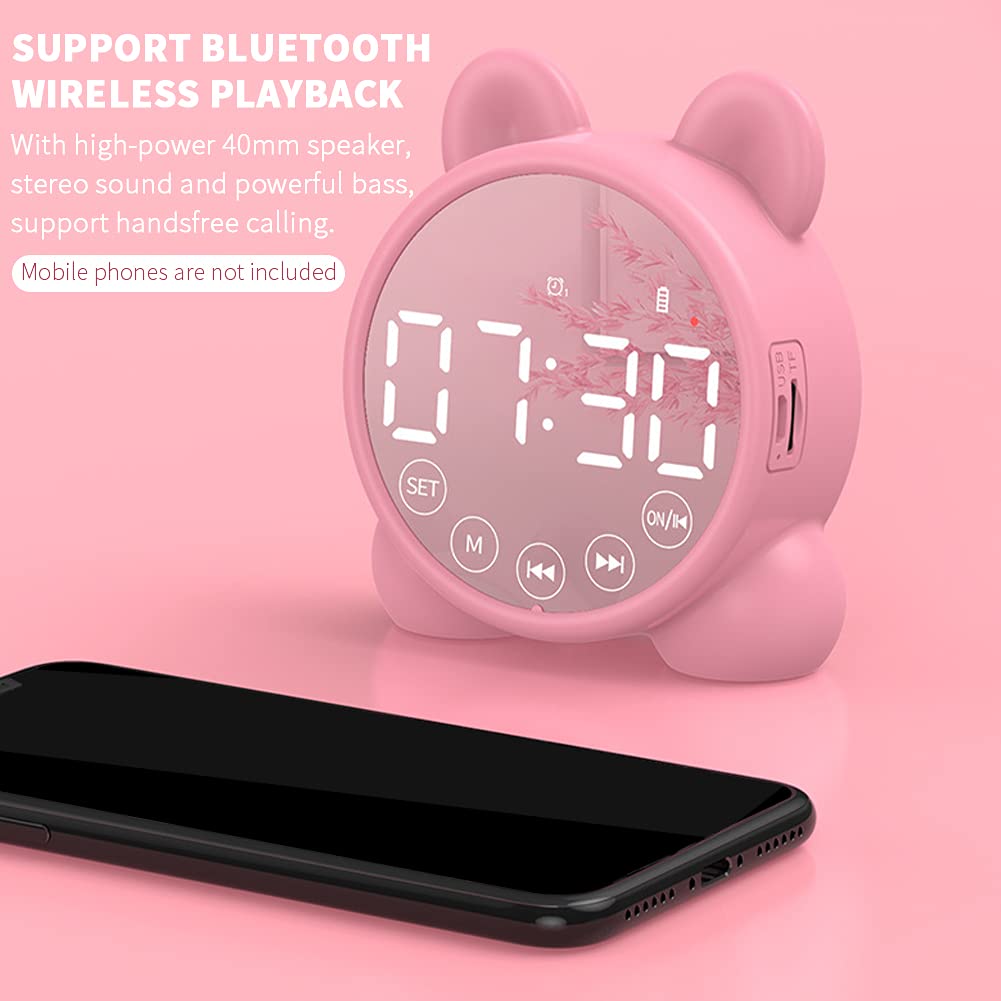 SUPPORT BLUETOOTH
WIRELESS PLAYBACK
With high-power 40mm speaker,
stereo sound and powerful bass,
support handsfree calling.
Mobile phones are not included
1
07:30
USB
TF
SET
M
ON/